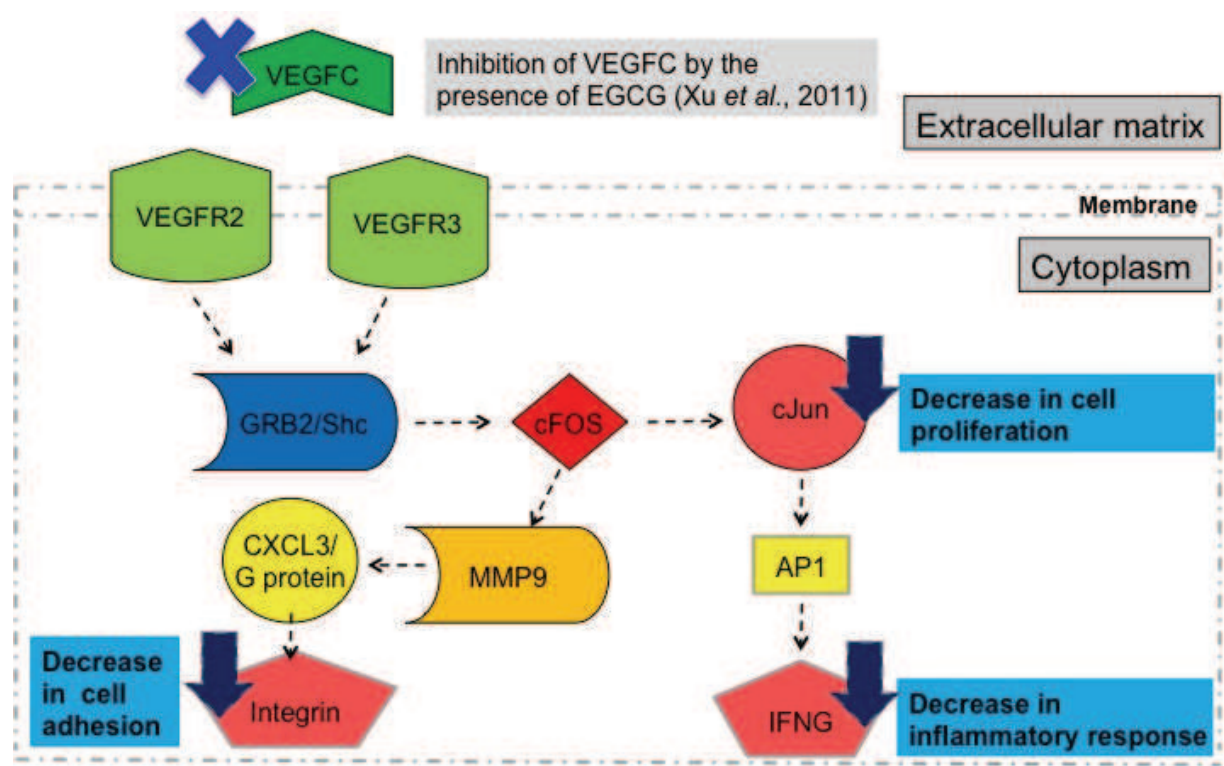 VEGFC
Inhibition of VEGFC by the
presence of EGCG (Xu et al., 2011)
Extracellular matrix
VEGFR2
VEGFR3
Membrane
Cytoplasm
GRB2/Shc
cFOS
cJun
Decrease in cell
proliferation
CXCL3/
G protein
MMP9
AP1
Decrease
in cell
adhesion
Integrin
IFNG
Decrease in
inflammatory response